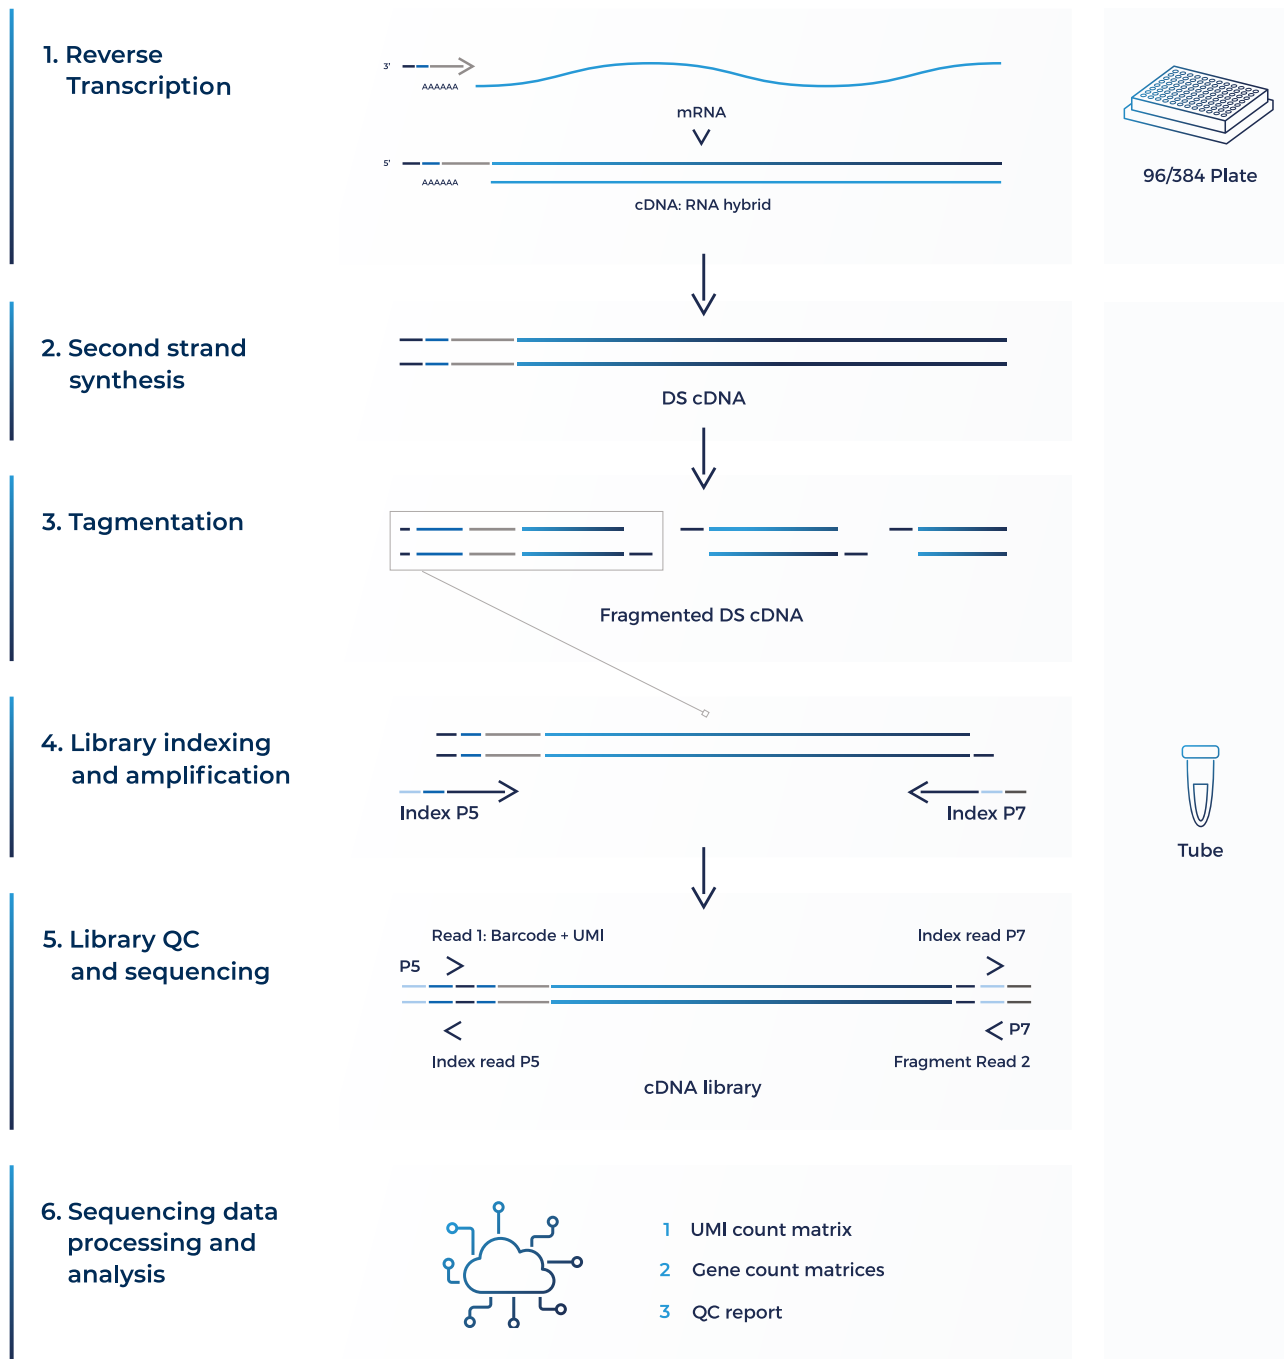 1. Reverse
Transcription
3'
AAAAAA
mRNA
5'
AAAAAA
cDNA: RNA hybrid
96/384 Plate
2. Second strand
synthesis
DS cDNA
3. Tagmentation
Fragmented DS cDNA
4. Library indexing
and amplification
Index P5
Index P7
Tube
5. Library QC
and sequencing
Read 1: Barcode + UMI
Index read P7
P5
P7
Index read P5
Fragment Read 2
cDNA library
6. Sequencing data
processing and
analysis
1 UMI count matrix
2 Gene count matrices
3 QC report